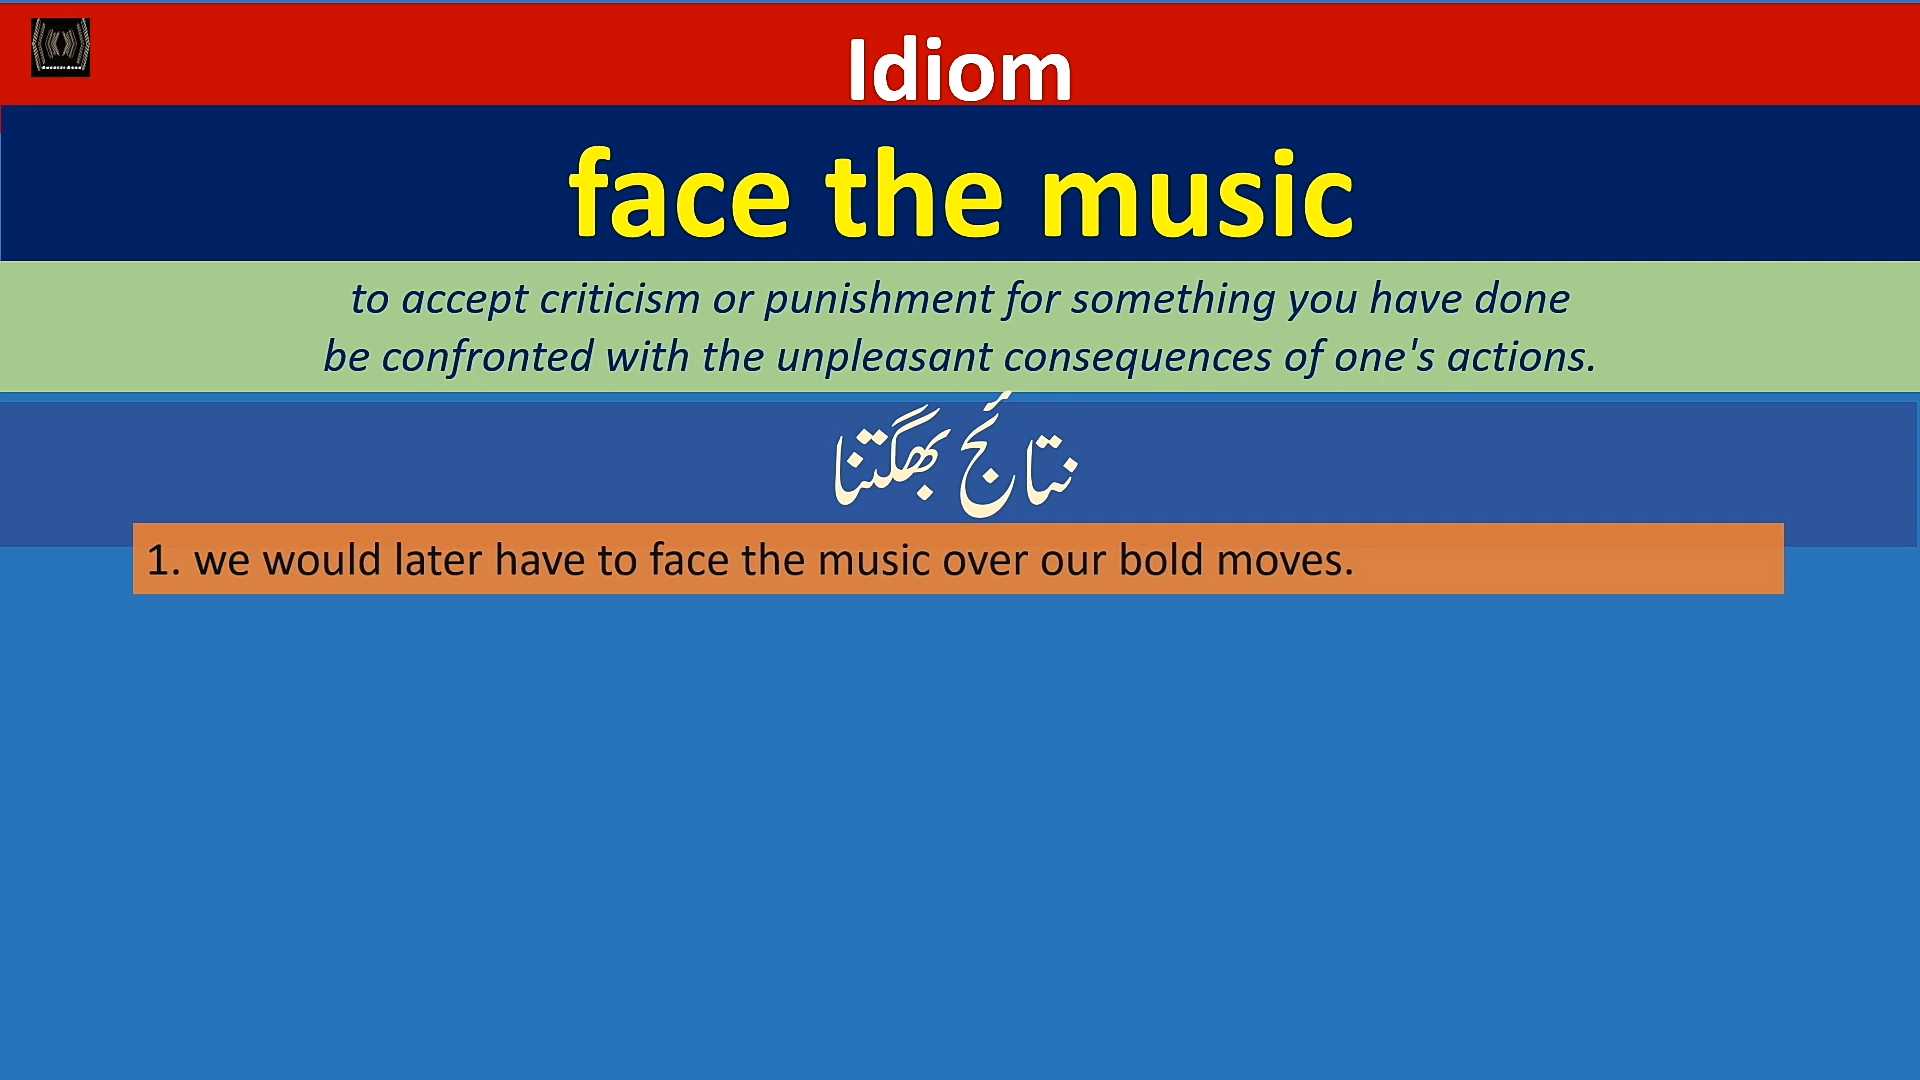 Idiom
face the music
to accept criticism or punishment for something you have done
be confronted with the unpleasant consequences of one's actions.
نتائج بھگتنا
1. we would later have to face the music over our bold moves.